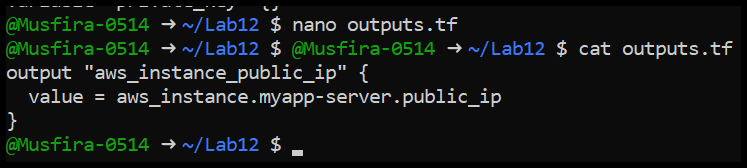 @Musfira-0514 ➜ ~/Lab12 $ nano outputs.tf
@Musfira-0514 ➜ ~/Lab12 $ @Musfira-0514 ➜ ~/Lab12 $ cat outputs.tf
output "aws_instance_public_ip" {
  value = aws_instance.myapp-server.public_ip
}
@Musfira-0514 ➜ ~/Lab12 $